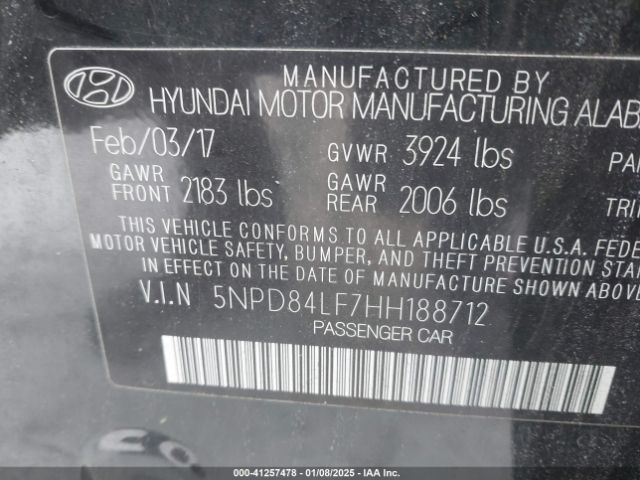 MANUFACTURED BY
HYUNDAI MOTOR MANUFACTURING ALAB
Feb/03/17 GVWR 3924 lbs PAI
GAWR FRONT 2183 lbs GAWR REAR 2006 lbs TRI
THIS VEHICLE CONFORMS TO ALL APPLICABLE U.S.A. FEDE
MOTOR VEHICLE SAFETY, BUMPER, AND THEFT PREVENTION STA
IN EFFECT ON THE DATE OF MANUFACTURE SHOWN ABOVE
V.I.N 5NPD84LF7HH188712
PASSENGER CAR
000-41257478 - 01/08/2025 - IAA Inc.